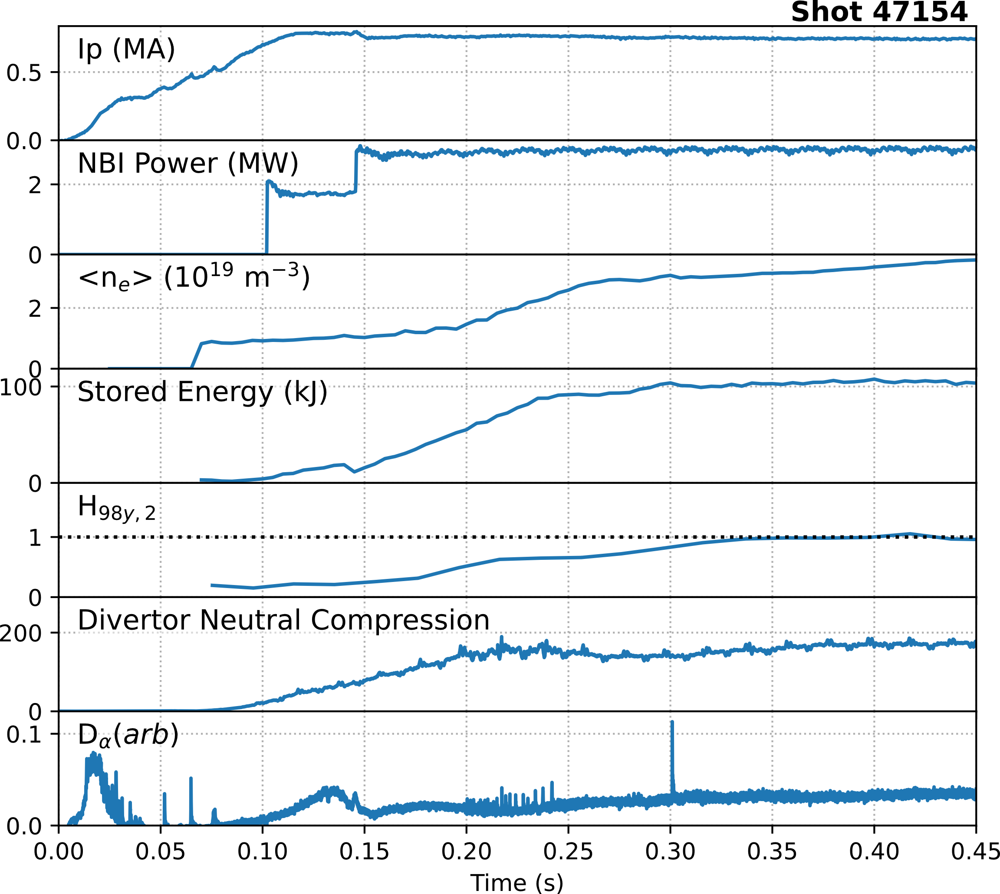 Shot 47154
Ip (MA)
0.5
0.0
NBI Power (MW)
2
0
<nₑ> (10¹⁹ m⁻³)
2
0
Stored Energy (kJ)
100
0
H₉₈y,₂
1
0
Divertor Neutral Compression
200
0
Dα(arb)
0.1
0.0
0.00 0.05 0.10 0.15 0.20 0.25 0.30 0.35 0.40 0.45
Time (s)